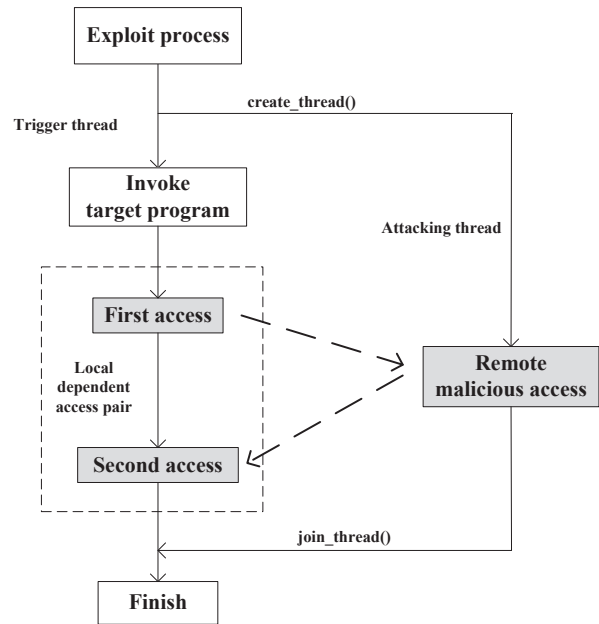 Exploit process
create_thread()
Trigger thread
Invoke
target program
Attacking thread
First access
Local
dependent
access pair
Remote
malicious access
Second access
join_thread()
Finish